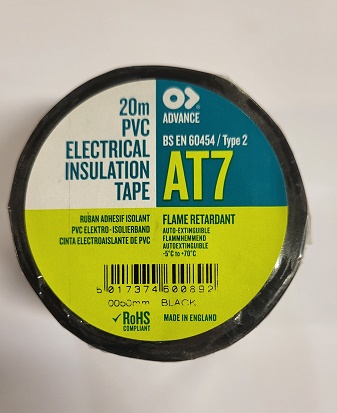 20m
PVC
ELECTRICAL
INSULATION
TAPE
ADVANCE®
BS EN 60454 / Type 2
AT7
RUBAN ADHESIF ISOLANT
PVC ELEKTRO-ISOLIERBAND
CINTA ELECTROAISLANTE DE PVC
FLAME RETARDANT
AUTO-EXTINGUIBLE
FLAMMHEMMEND
AUTOEXTINGUIBLE
-5°C to +70°C
5 017374 600892
0050mm BLACK
✓ RoHS
COMPLIANT
MADE IN ENGLAND